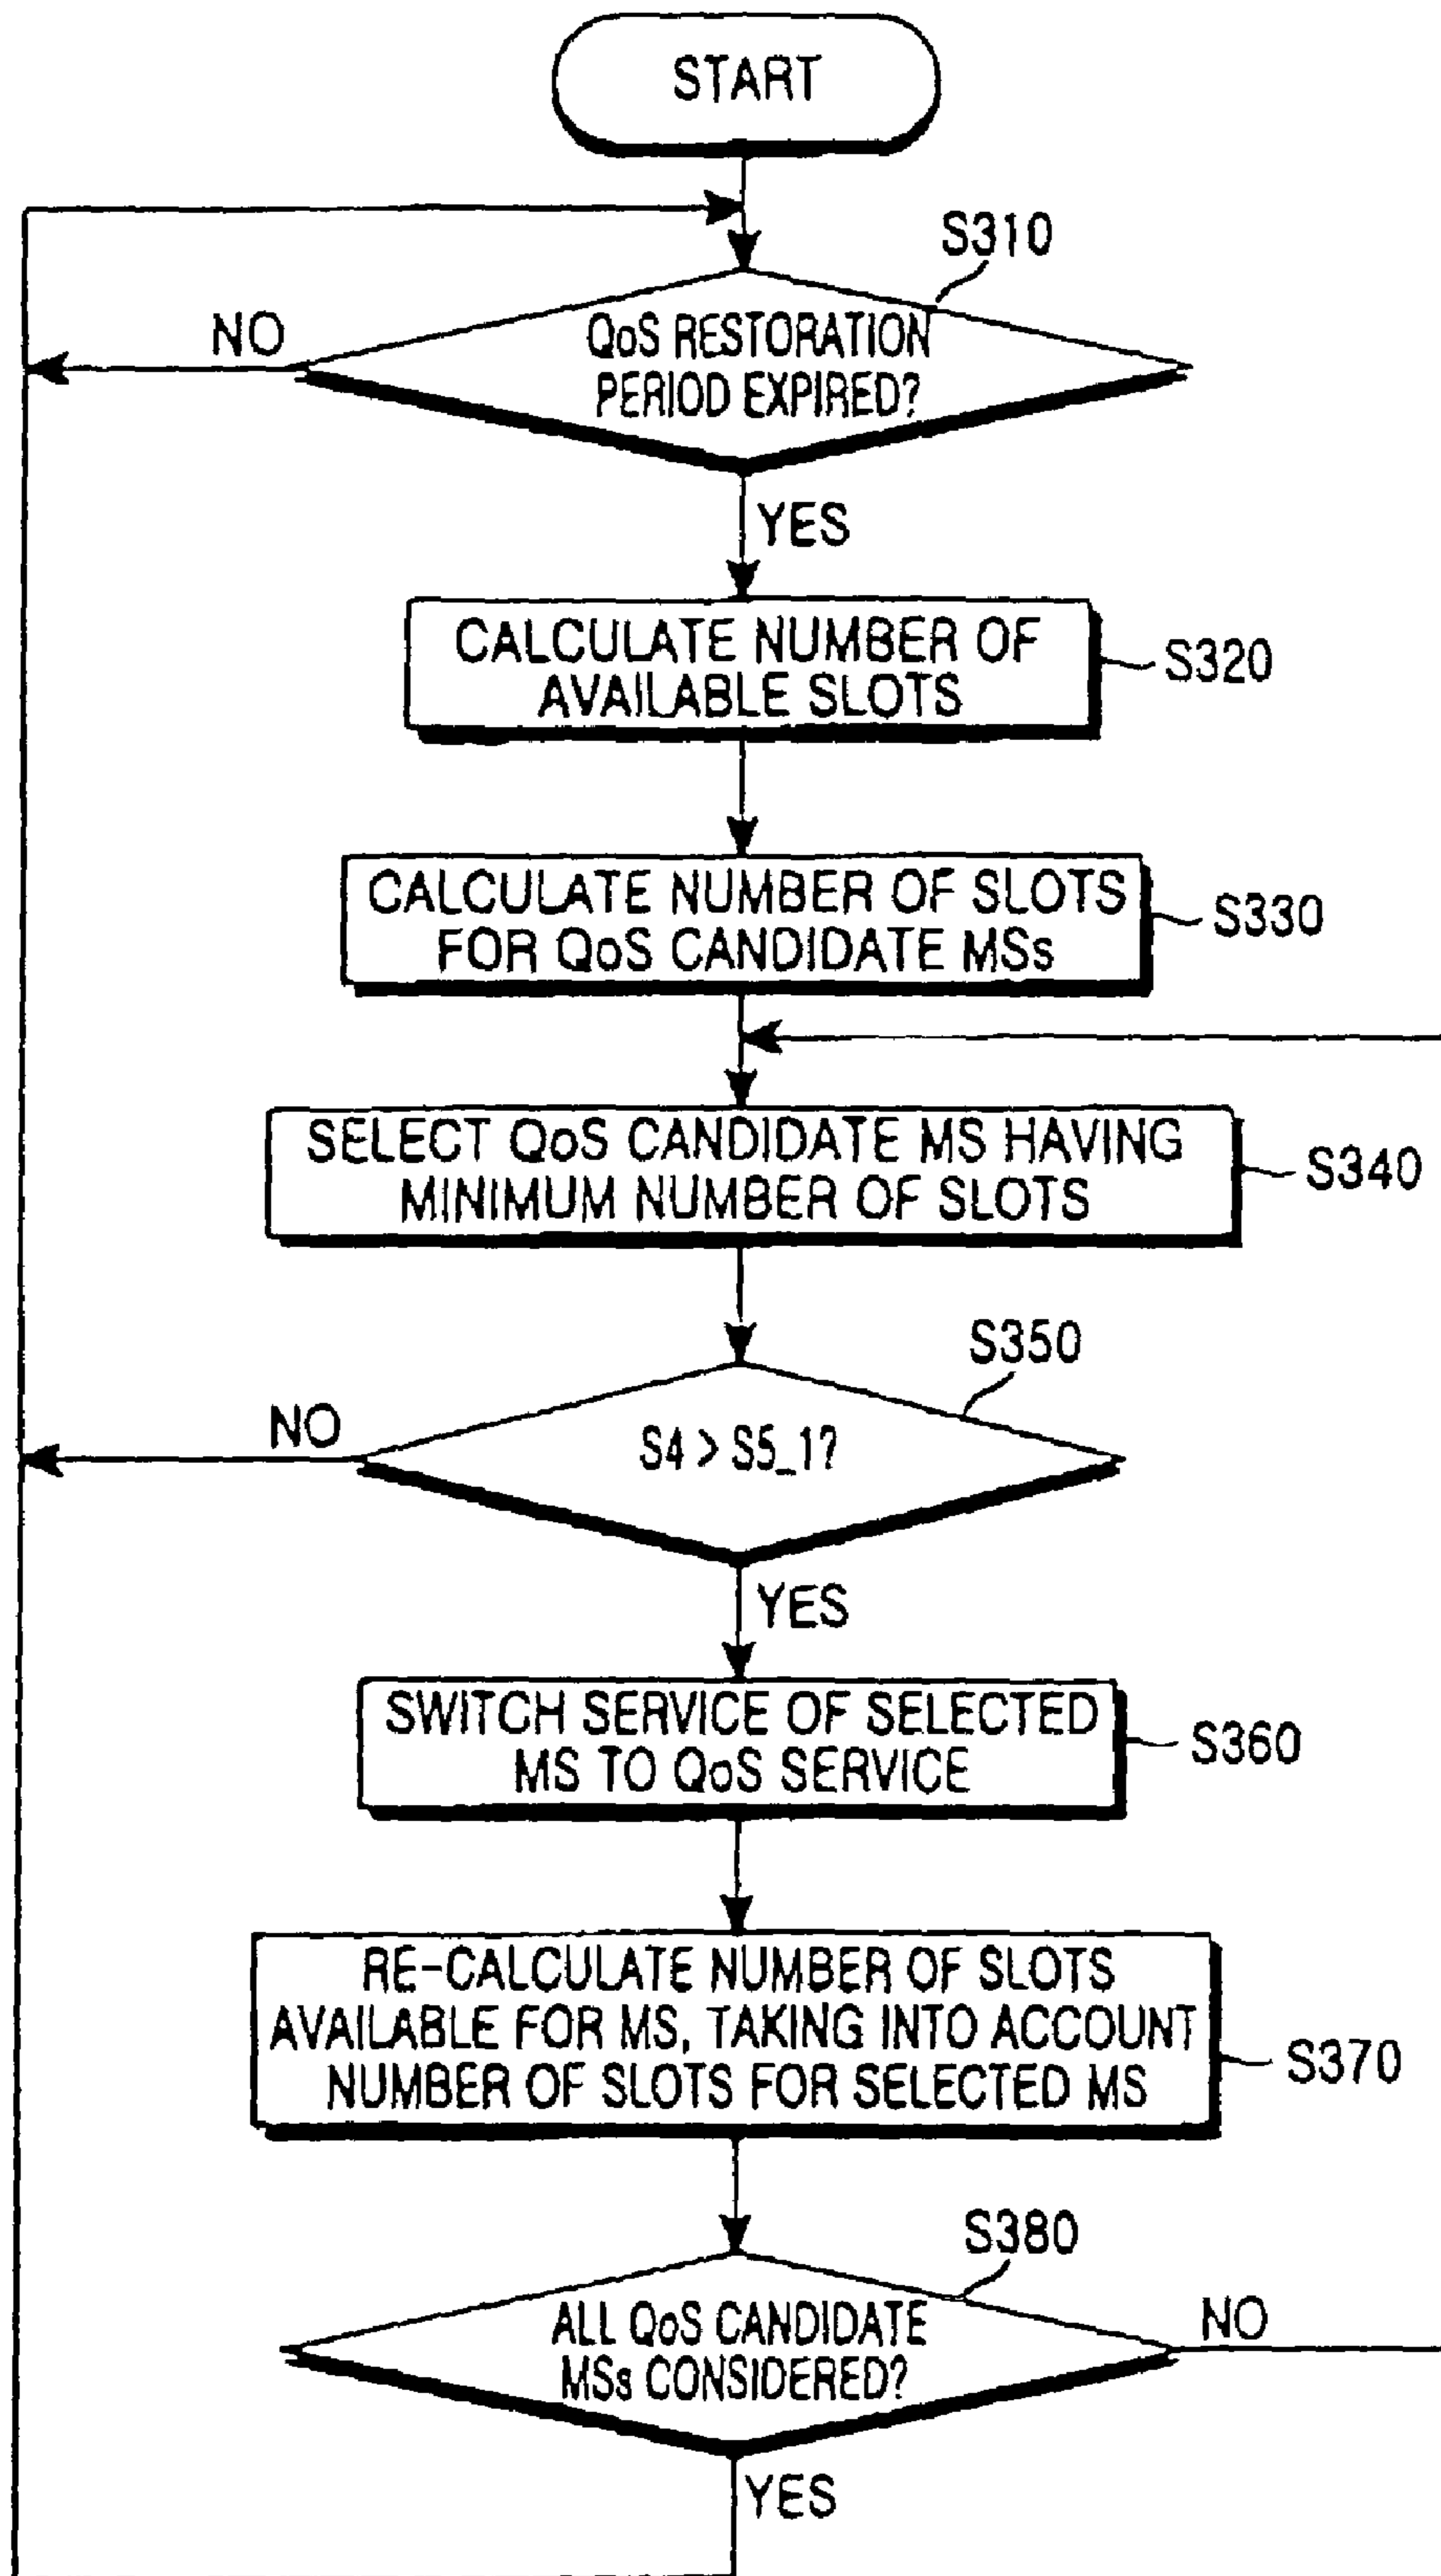 START
S310
NO
QoS RESTORATION
PERIOD EXPIRED?
YES
CALCULATE NUMBER OF
AVAILABLE SLOTS
S320
CALCULATE NUMBER OF SLOTS
FOR QoS CANDIDATE MSs
S330
SELECT QoS CANDIDATE MS HAVING
MINIMUM NUMBER OF SLOTS
S340
S350
NO
S4 > S5_1?
YES
SWITCH SERVICE OF SELECTED
MS TO QoS SERVICE
S360
RE-CALCULATE NUMBER OF SLOTS
AVAILABLE FOR MS, TAKING INTO ACCOUNT
NUMBER OF SLOTS FOR SELECTED MS
S370
S380
ALL QoS CANDIDATE
MSs CONSIDERED?
NO
YES